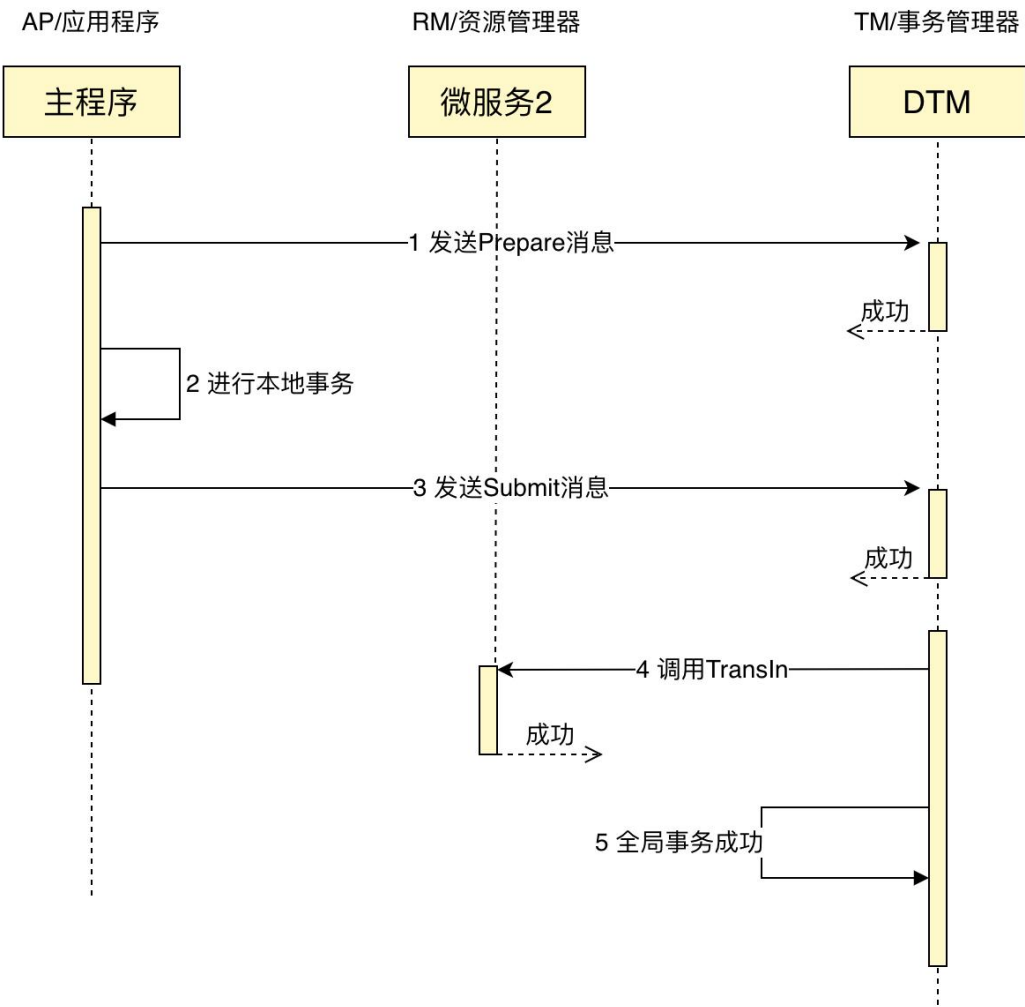 AP/应用程序
RM/资源管理器
TM/事务管理器
主程序
微服务2
DTM
1 发送Prepare消息
成功
2 进行本地事务
3 发送Submit消息
成功
4 调用TransIn
成功
5 全局事务成功